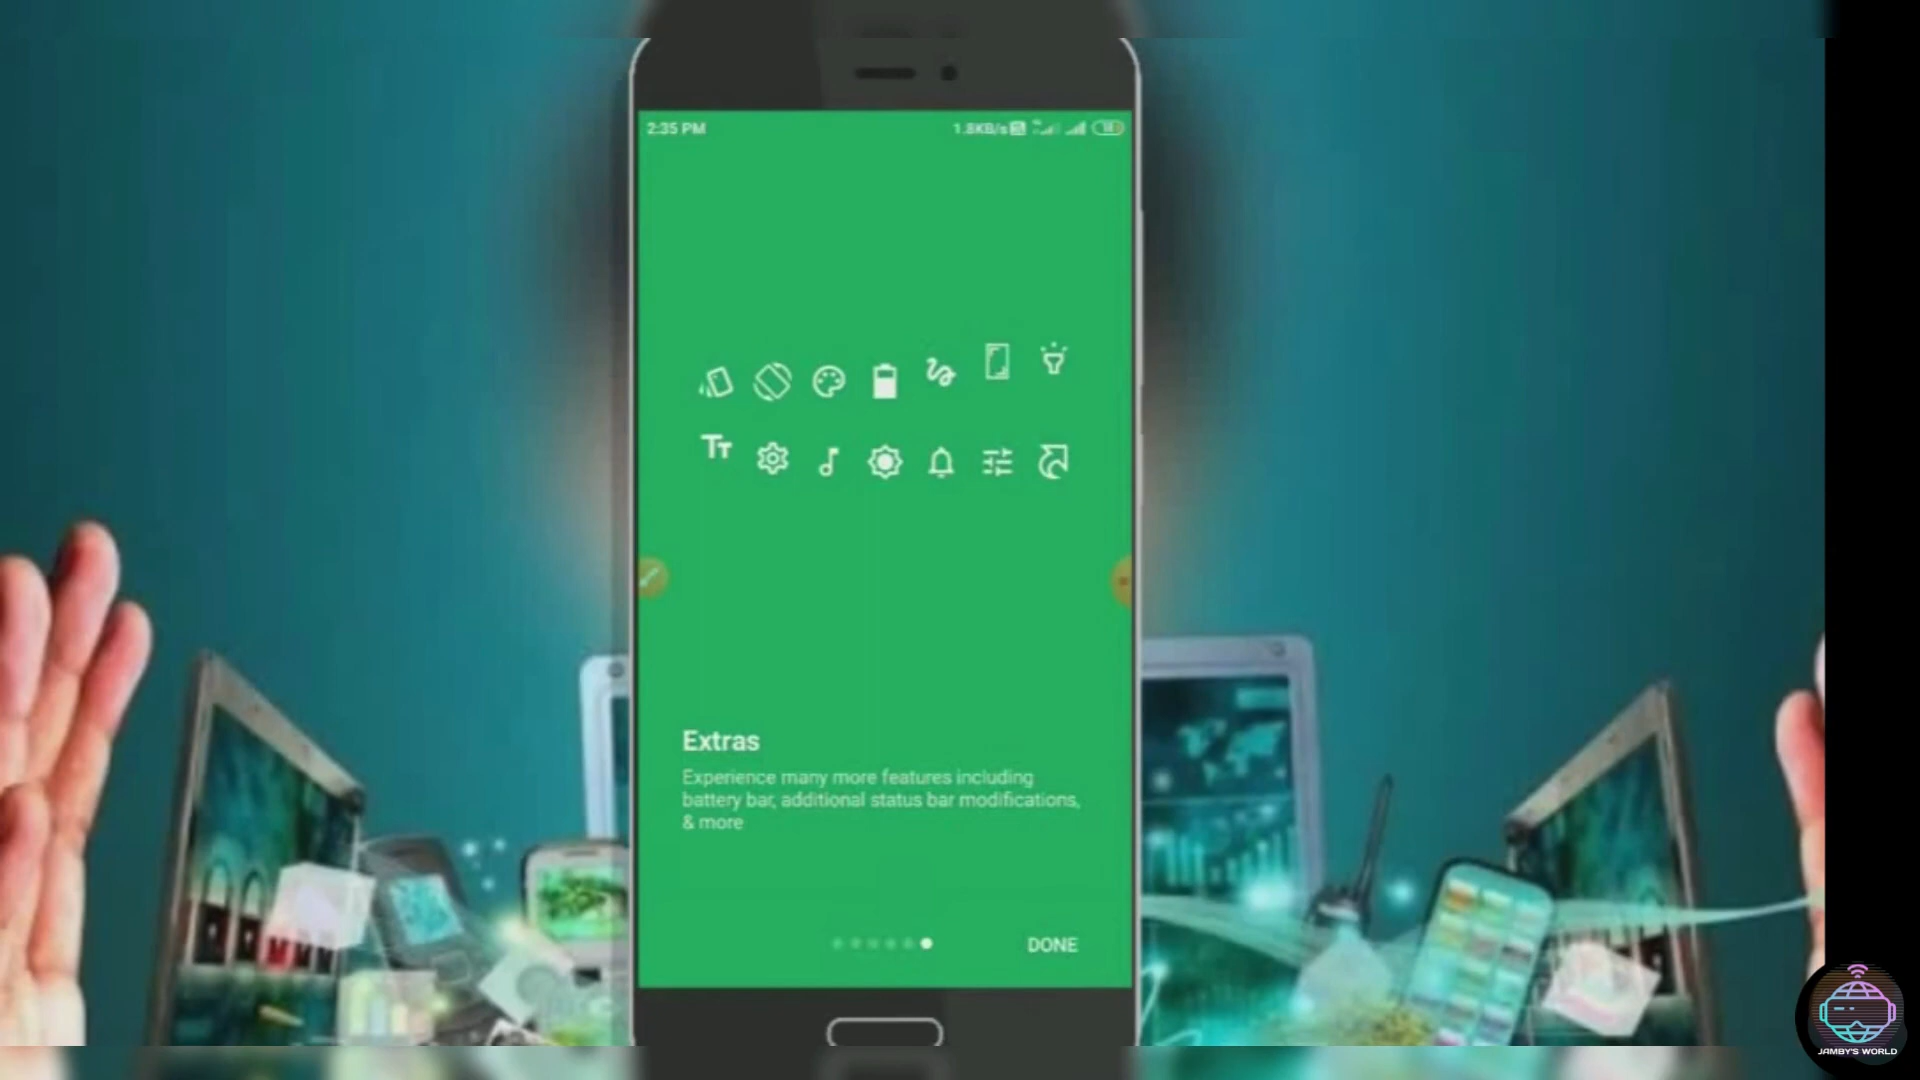 2:35 PM
1.8KB/s
Tт
Extras
Experience many more features including
battery bar, additional status bar modifications,
& more
DONE
JAMBY'S WORLD